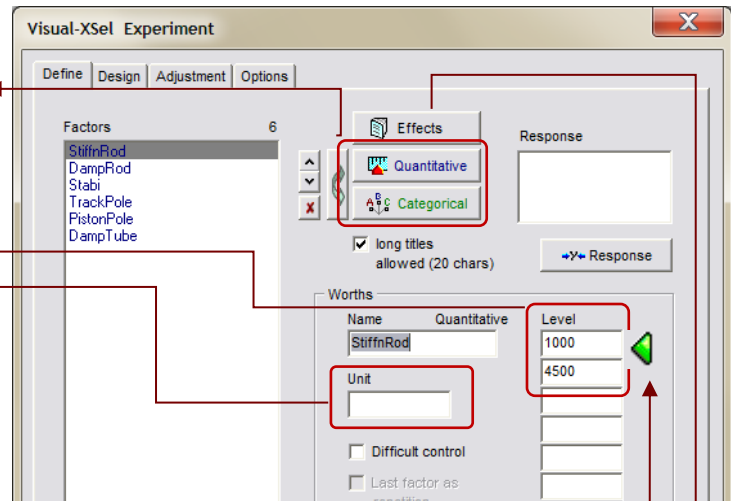 Visual-XSel Experiment
X
Define Design Adjustment Options
Factors 6
StiffnRod
DampRod
Stabi
TrackPole
PistonPole
DampTube
x
Effects
Quantitative
ABC Categorical
long titles
allowed (20 chars)
Response
→y← Response
Worths
Name Quantitative Level
StiffnRod 1000
4500
Unit
Difficult control
Last factor as
repetition